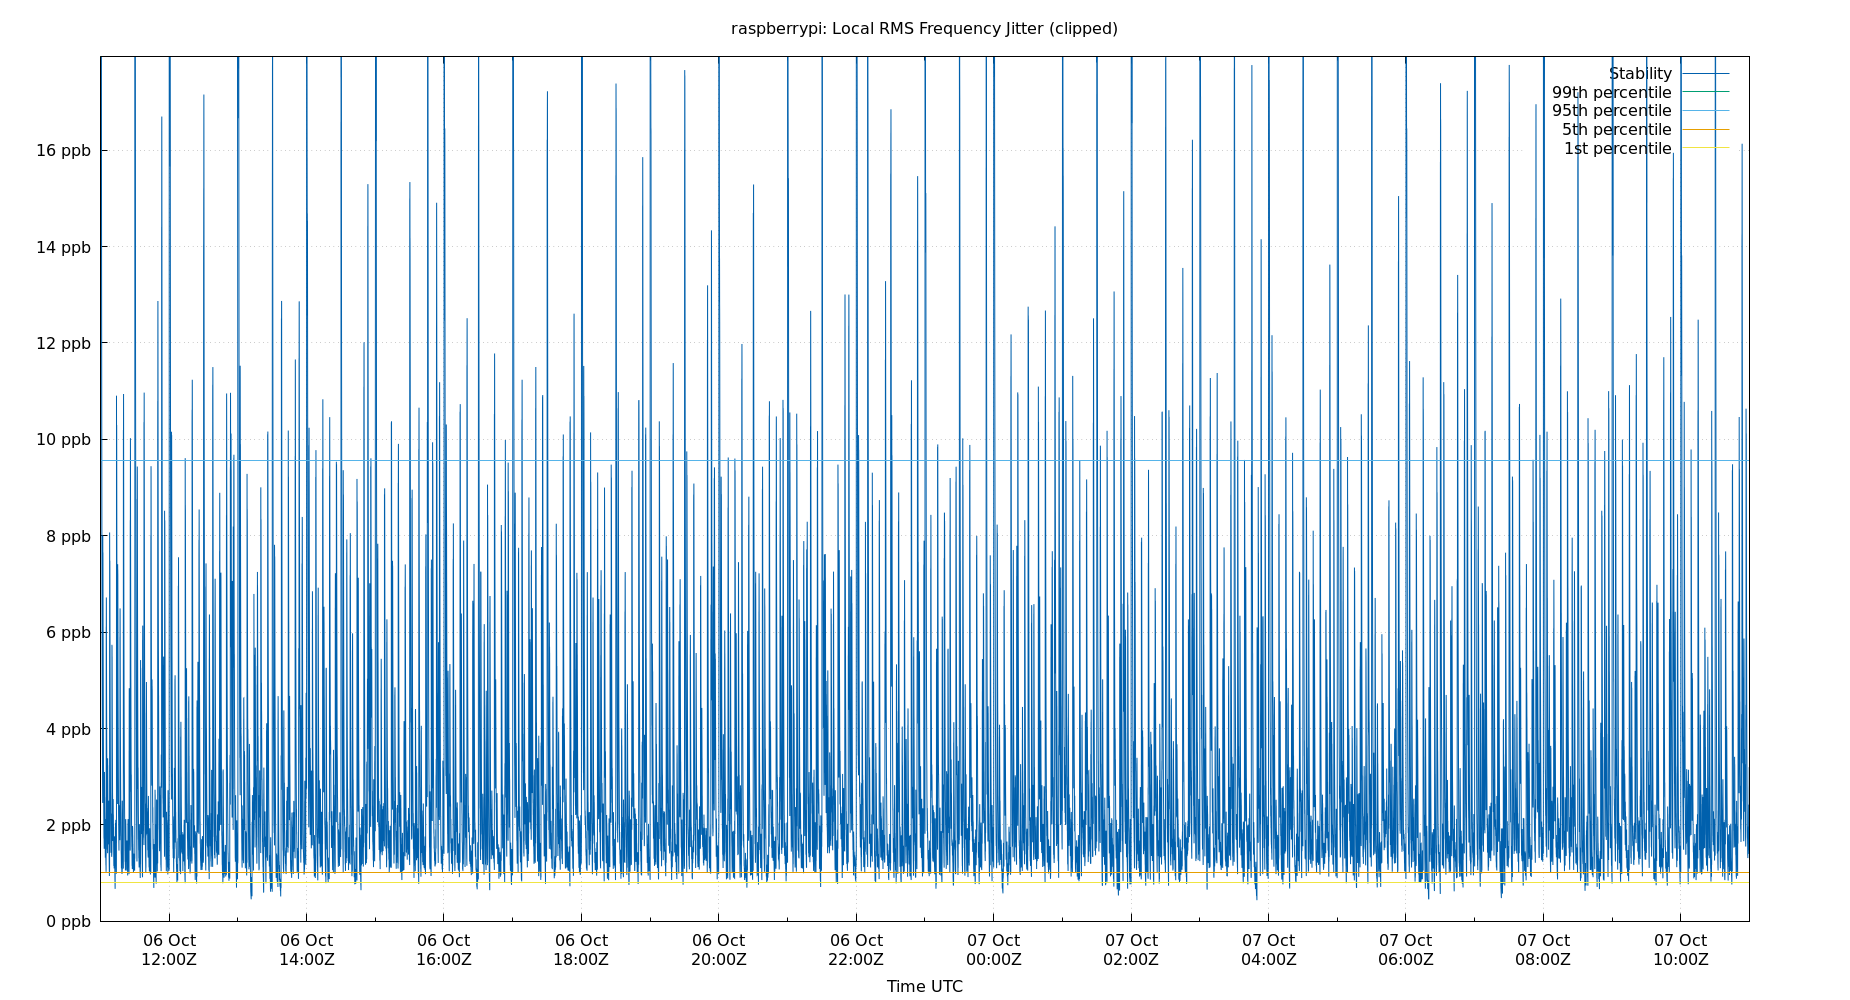 raspberrypi: Local RMS Frequency Jitter (clipped)
Stability
99th percentile
95th percentile
5th percentile
1st percentile
16 ppb
14 ppb
12 ppb
10 ppb
8 ppb
6 ppb
4 ppb
2 ppb
0 ppb
06 Oct 06 Oct 06 Oct 06 Oct 06 Oct 06 Oct 07 Oct 07 Oct 07 Oct 07 Oct 07 Oct 07 Oct
12:00Z 14:00Z 16:00Z 18:00Z 20:00Z 22:00Z 00:00Z 02:00Z 04:00Z 06:00Z 08:00Z 10:00Z
Time UTC